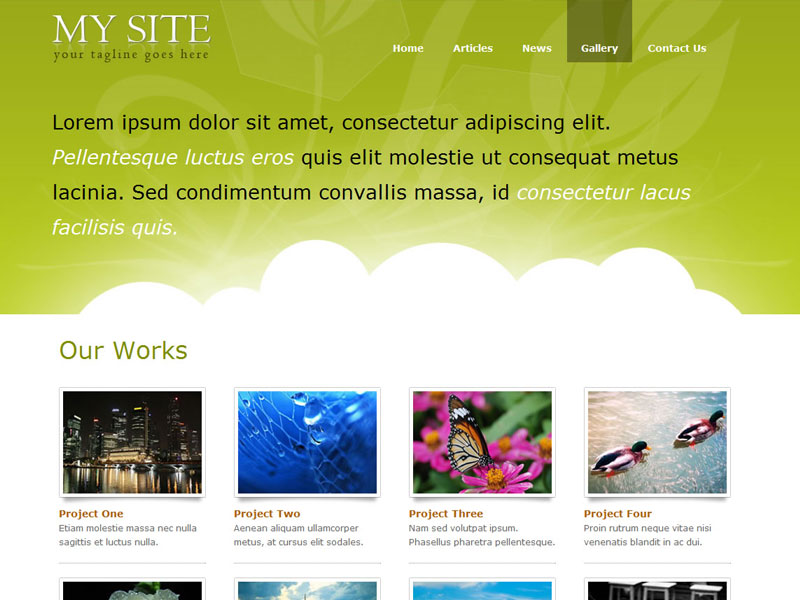 MY SITE
your tagline goes here
Home Articles News Gallery Contact Us
Lorem ipsum dolor sit amet, consectetur adipiscing elit.
Pellentesque luctus eros quis elit molestie ut consequat metus
lacinia. Sed condimentum convallis massa, id consectetur lacus
facilisis quis.
Our Works
Project One
Etiam molestie massa nec nulla
sagittis et luctus nulla.
Project Two
Aenean aliquam ullamcorper
metus, at cursus elit sodales.
Project Three
Nam sed volutpat ipsum.
Phasellus pharetra pellentesque.
Project Four
Proin rutrum neque vitae nisi
venenatis blandit in ac dui.